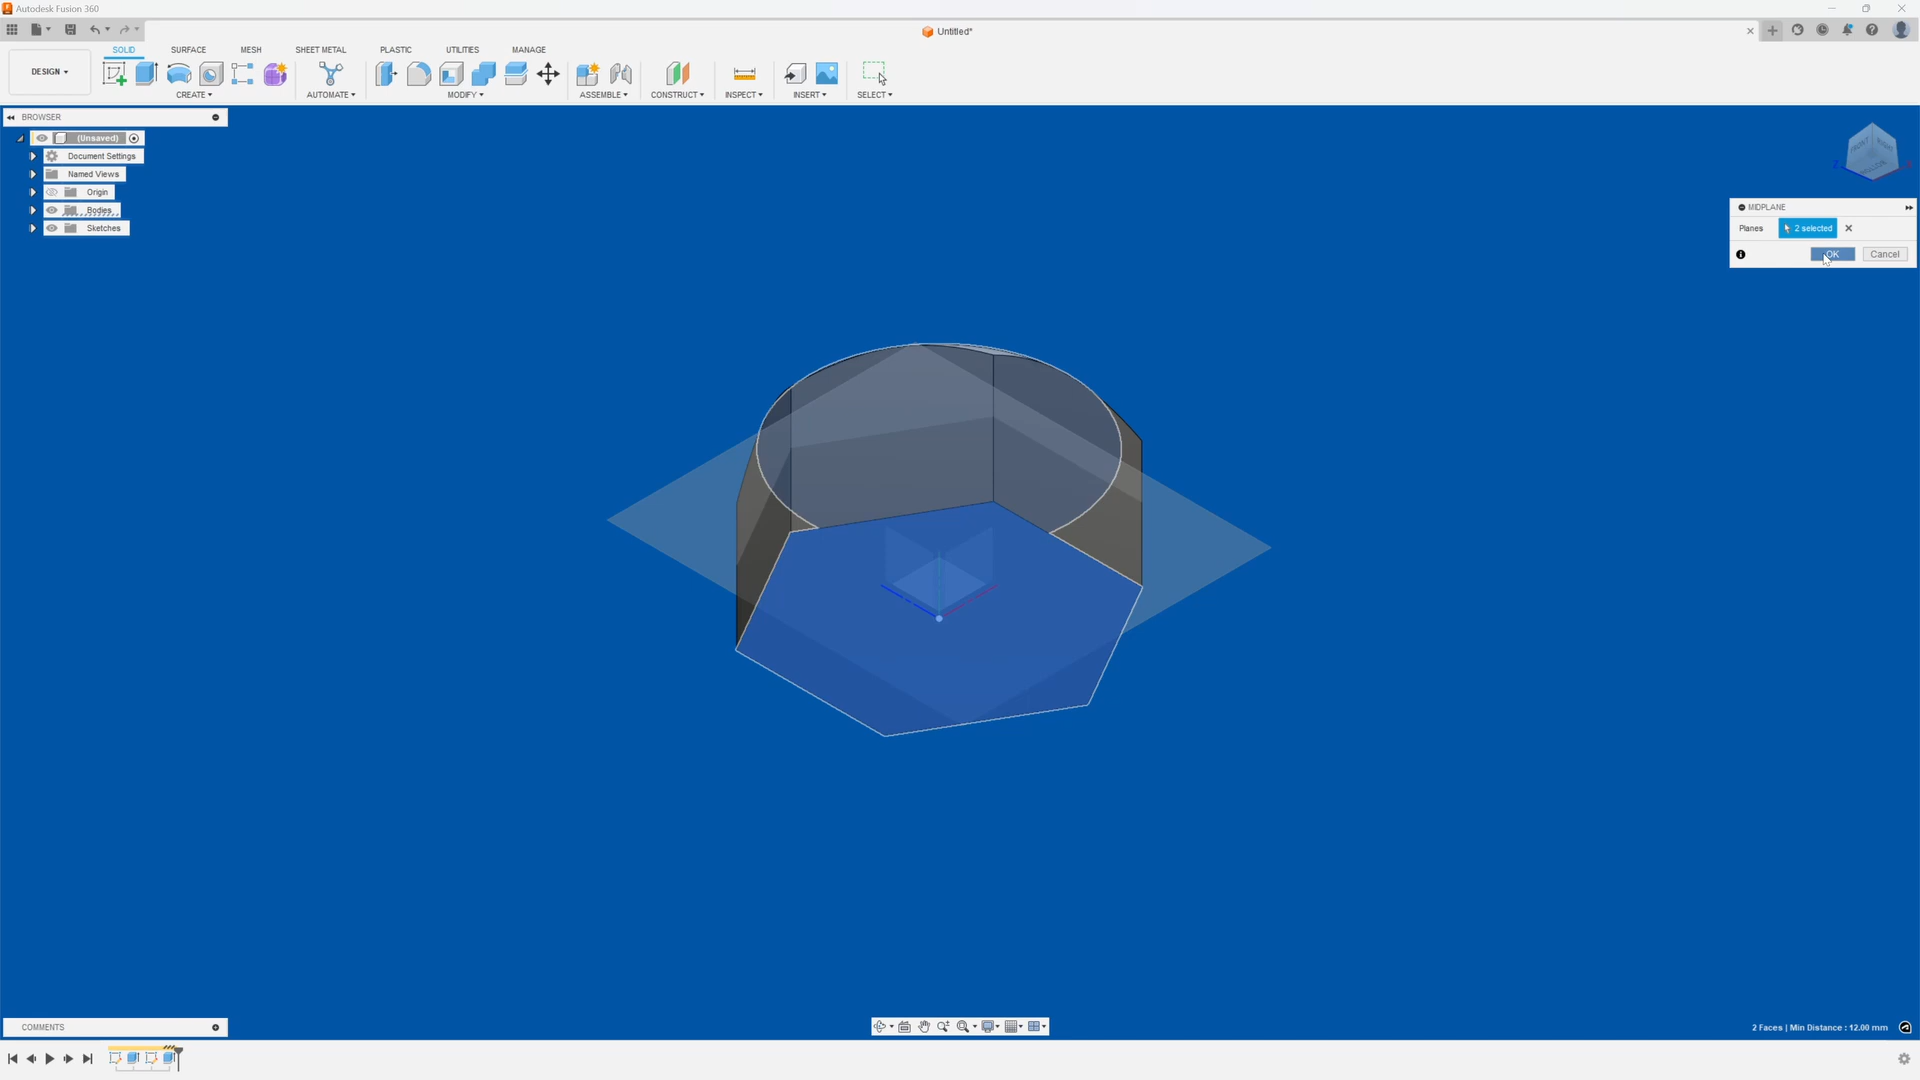 Autodesk Fusion 360
Untitled*
DESIGN
SOLID
SURFACE
MESH
SHEET METAL
PLASTIC
UTILITIES
MANAGE
CREATE
AUTOMATE
MODIFY
ASSEMBLE
CONSTRUCT
INSPECT
INSERT
SELECT
BROWSER
(Unsaved)
Document Settings
Named Views
Origin
Bodies
Sketches
FRONT
RIGHT
Z
MIDPLANE
Planes
2 selected
OK
Cancel
COMMENTS
2 Faces | Min Distance : 12.00 mm